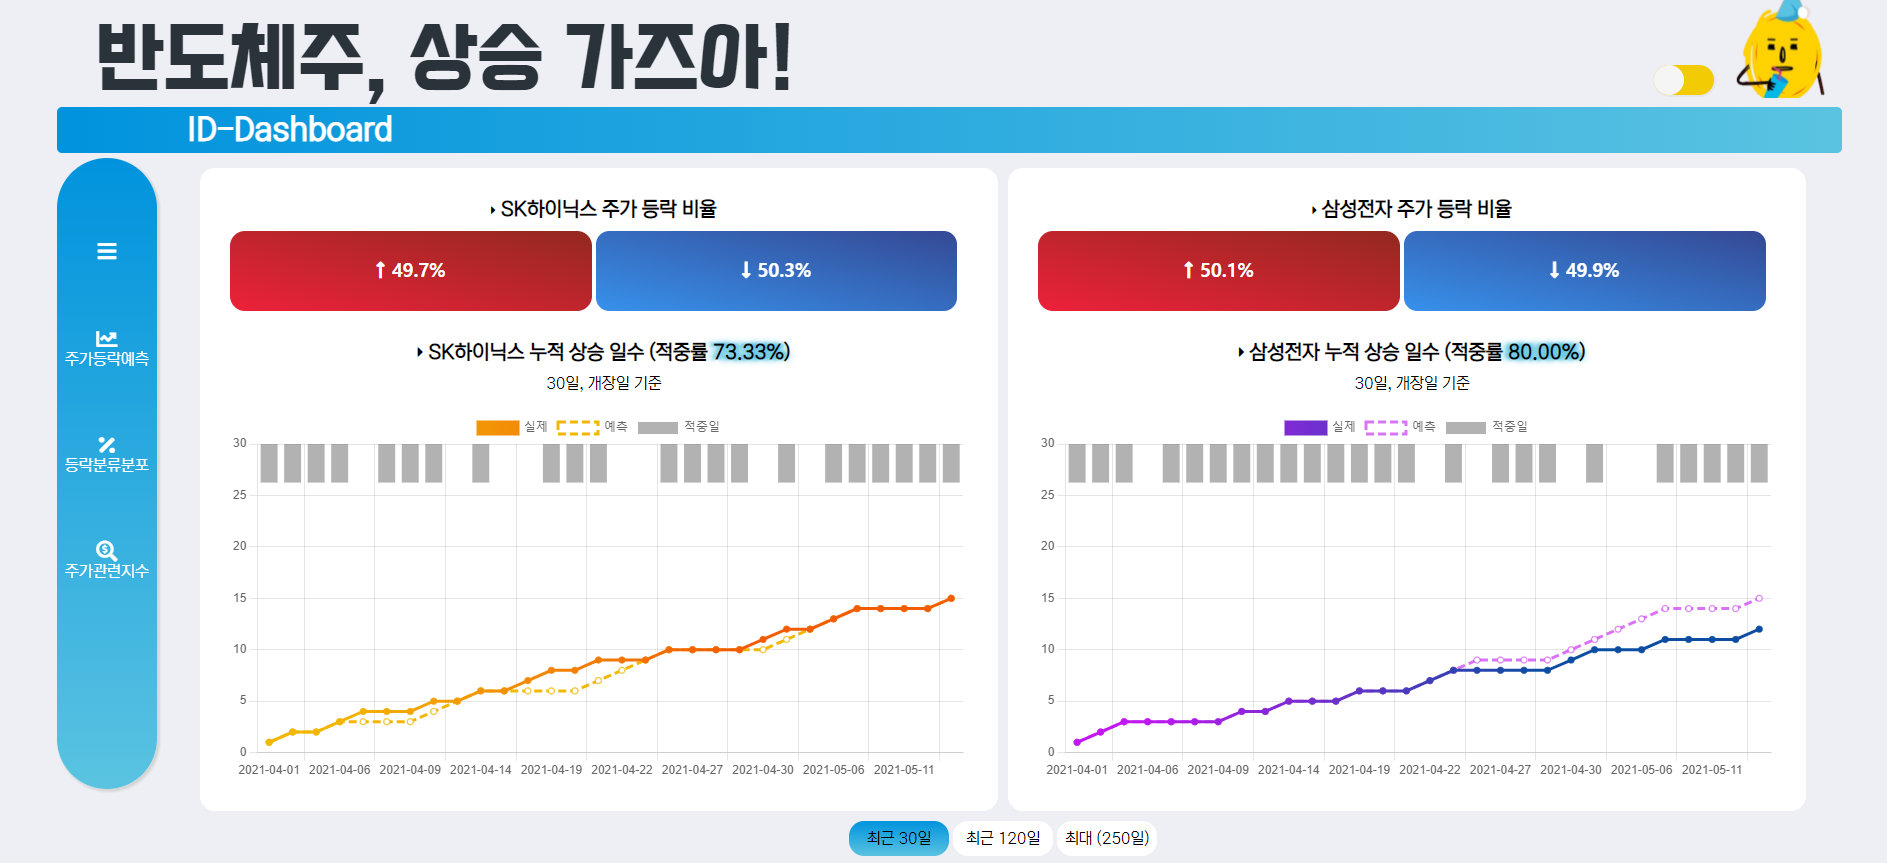 반도체주, 상승 가즈아!
ID-Dashboard
주가등락예측
등락분류분포
주가관련지수
SK하이닉스 주가 등락 비율
↑ 49.7%
↓ 50.3%
SK하이닉스 누적 상승 일수 (적중률 73.33%)
30일, 개장일 기준
실제 예측 적중일
30
25
20
15
10
5
0
2021-04-01 2021-04-06 2021-04-09 2021-04-14 2021-04-19 2021-04-22 2021-04-27 2021-04-30 2021-05-06 2021-05-11
삼성전자 주가 등락 비율
↑ 50.1%
↓ 49.9%
삼성전자 누적 상승 일수 (적중률 80.00%)
30일, 개장일 기준
실제 예측 적중일
30
25
20
15
10
5
0
2021-04-01 2021-04-06 2021-04-09 2021-04-14 2021-04-19 2021-04-22 2021-04-27 2021-04-30 2021-05-06 2021-05-11
최근 30일 최근 120일 최대 (250일)